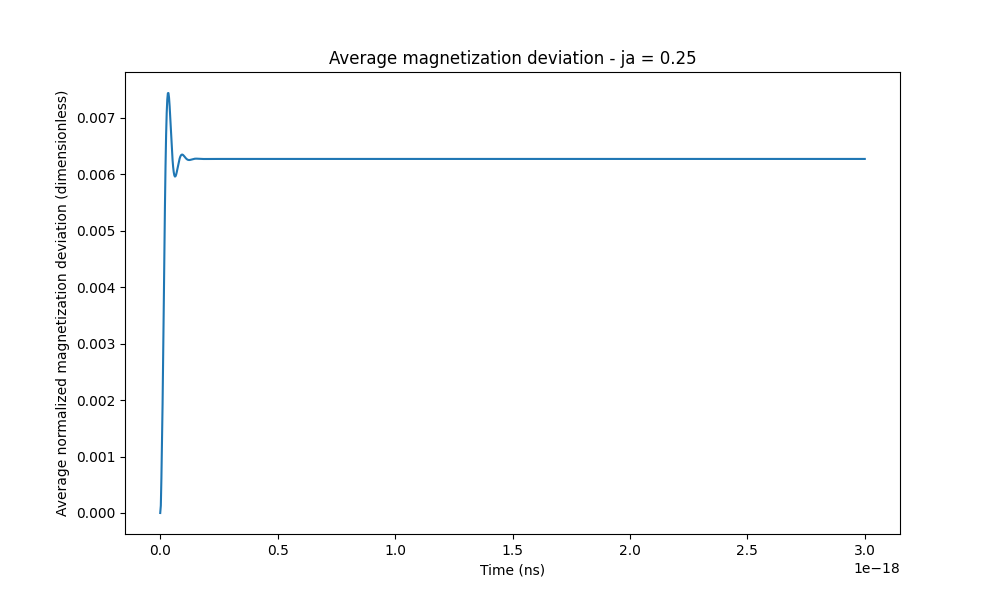 Average magnetization deviation - ja = 0.25
Average normalized magnetization deviation (dimensionless)
0.007
0.006
0.005
0.004
0.003
0.002
0.001
0.000
0.0 0.5 1.0 1.5 2.0 2.5 3.0
1e−18
Time (ns)